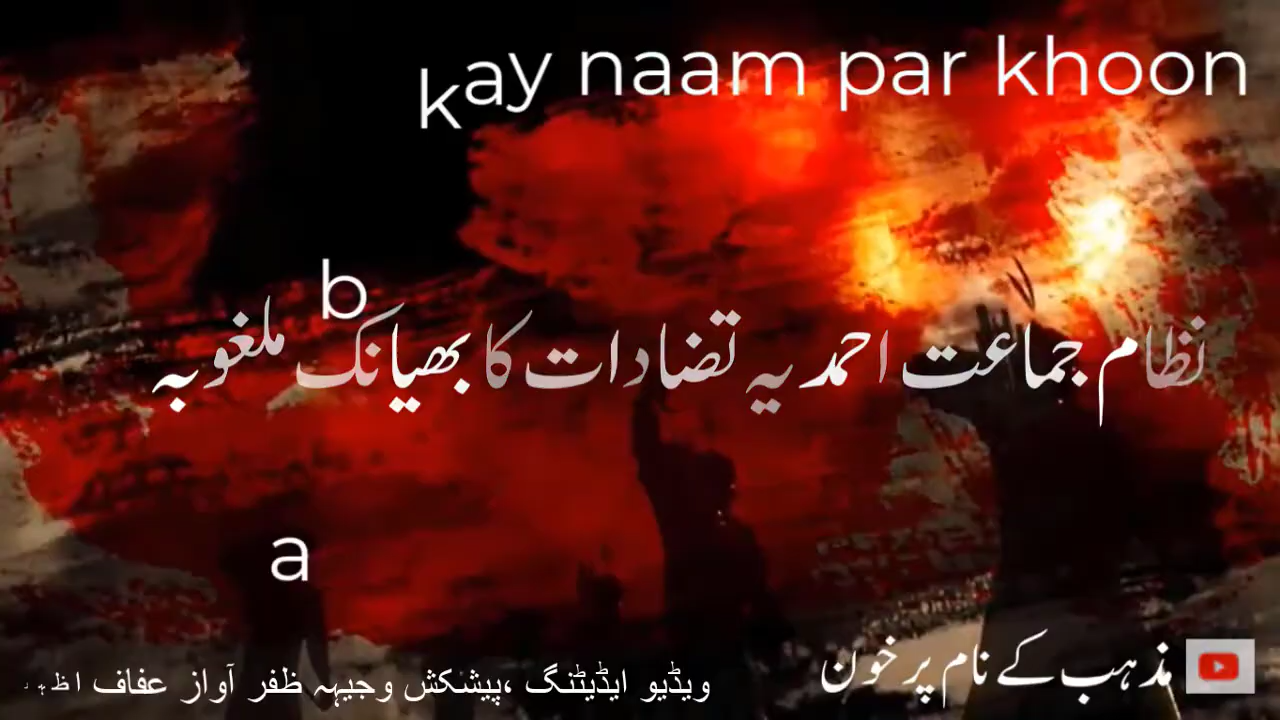 kay naam par khoon
b
نظام جماعت احمدیہ تضادات کا بھیانک ملغوبہ
a
مذہب کے نام پر خون
ویڈیو ایڈیٹنگ ،پیشکش وجیہہ ظفر آواز عفاف